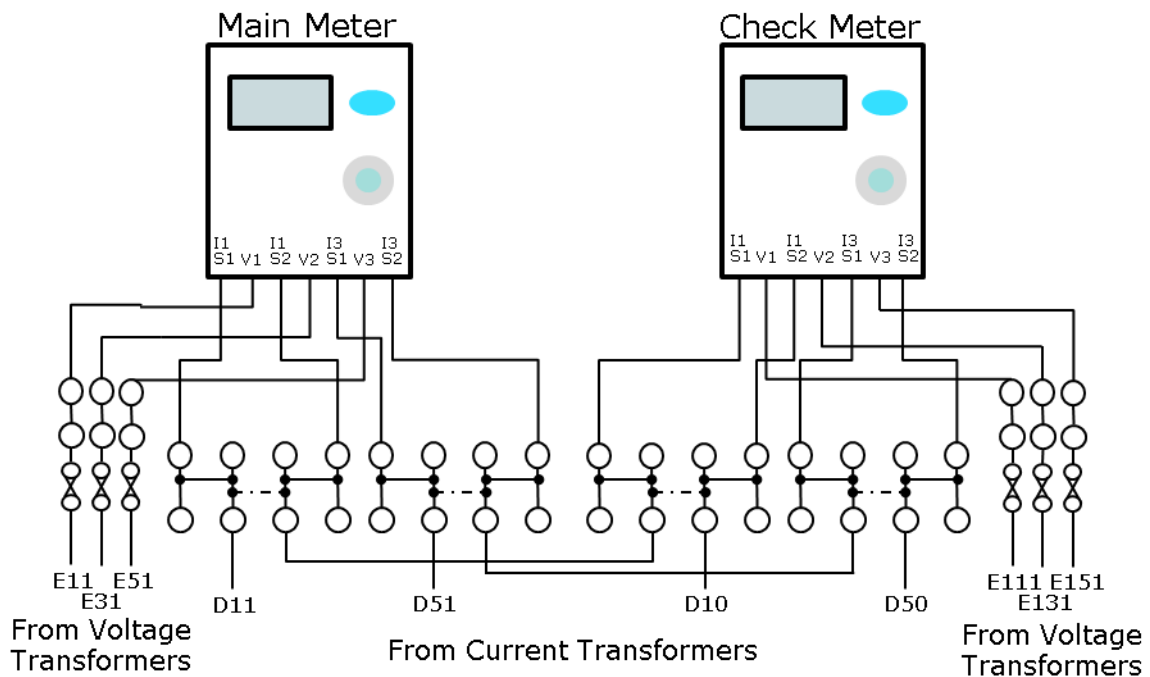 Main Meter
Check Meter
I1 I1 I3 I3
S1 V1 S2 V2 S1 V3 S2
I1 I1 I3 I3
S1 V1 S2 V2 S1 V3 S2
E11 E51
E31
D11
D51
D10
D50
E111 E151
E131
From Voltage
Transformers
From Current Transformers
From Voltage
Transformers